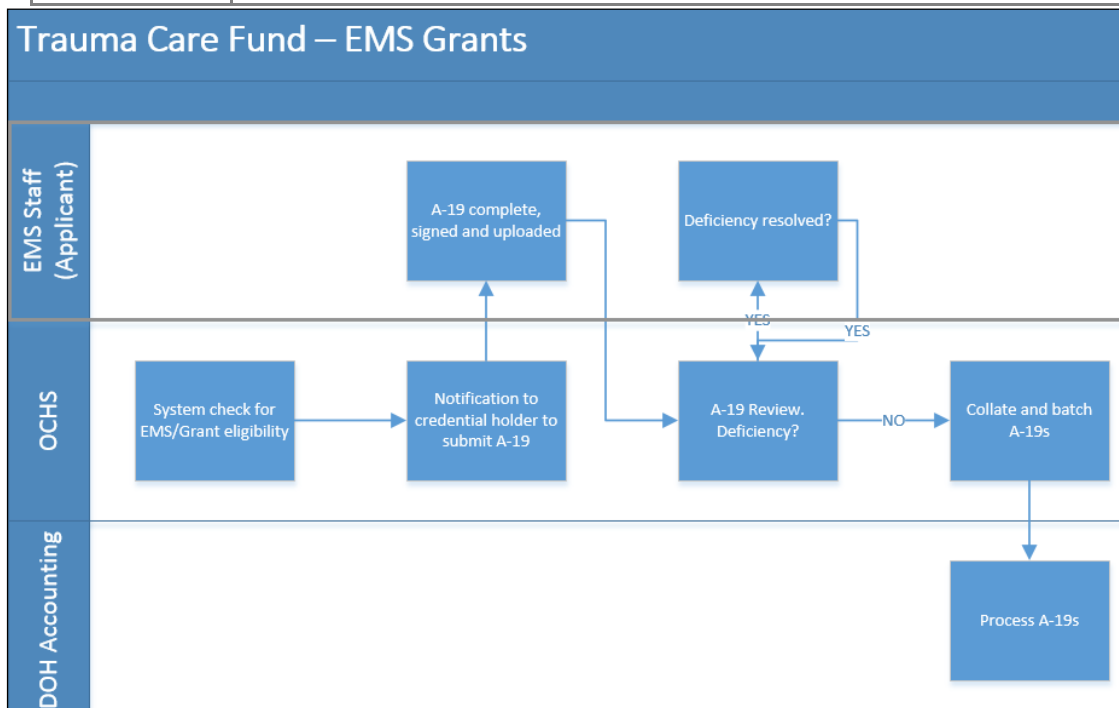 Trauma Care Fund – EMS Grants
EMS Staff
(Applicant)
A-19 complete,
signed and uploaded
Deficiency resolved?
YES
YES
OCHS
System check for
EMS/Grant eligibility
Notification to
credential holder to
submit A-19
A-19 Review.
Deficiency?
NO
Collate and batch
A-19s
DOH Accounting
Process A-19s